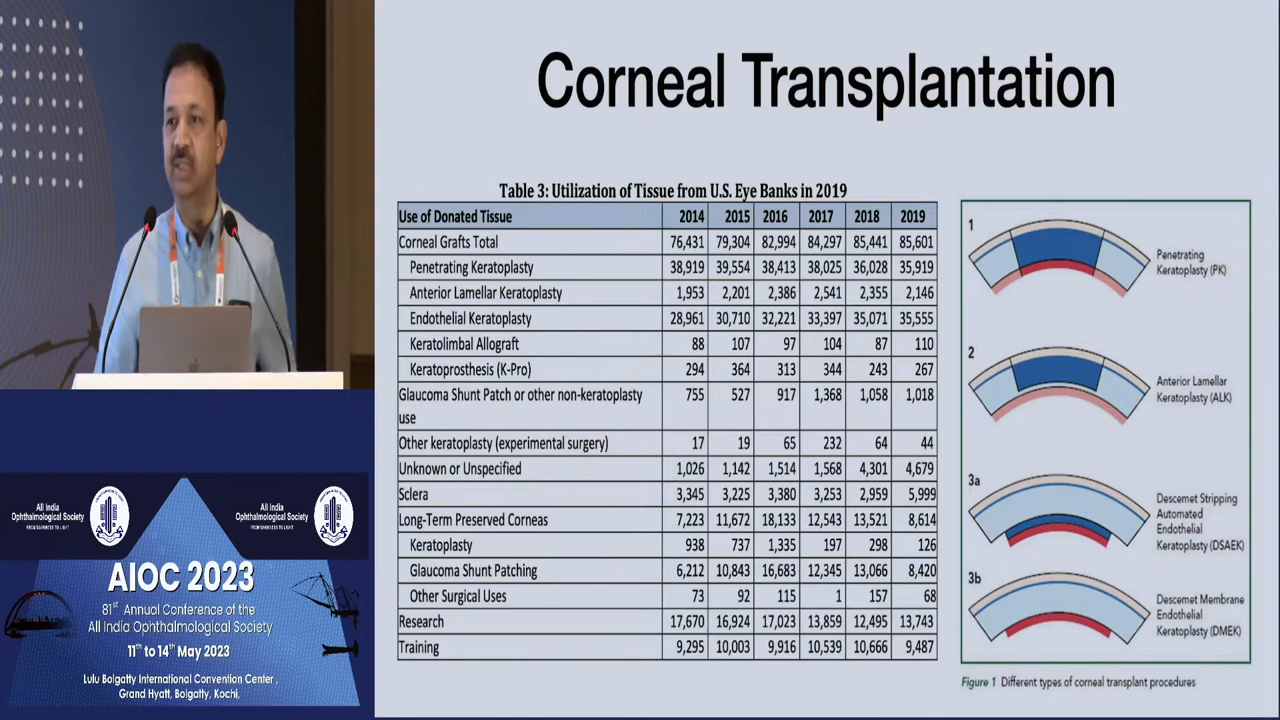 Corneal Transplantation
Table 3: Utilization of Tissue from U.S. Eye Banks in 2019
Use of Donated Tissue 2014 2015 2016 2017 2018 2019
Corneal Grafts Total 76,431 79,304 82,994 84,297 85,441 85,601
Penetrating Keratoplasty 38,919 39,554 38,413 38,025 36,028 35,919
Anterior Lamellar Keratoplasty 1,953 2,201 2,386 2,541 2,355 2,146
Endothelial Keratoplasty 28,961 30,710 32,221 33,397 35,071 35,555
Keratolimbal Allograft 88 107 97 104 87 110
Keratoprosthesis (K-Pro) 294 364 313 344 243 267
Glaucoma Shunt Patch or other non-keratoplasty 755 527 917 1,368 1,058 1,018
use
Other keratoplasty (experimental surgery) 17 19 65 232 64 44
Unknown or Unspecified 1,026 1,142 1,514 1,568 4,301 4,679
Sclera 3,345 3,225 3,380 3,253 2,959 5,999
Long-Term Preserved Corneas 7,223 11,672 18,133 12,543 13,521 8,614
Keratoplasty 938 737 1,335 197 298 126
Glaucoma Shunt Patching 6,212 10,843 16,683 12,345 13,066 8,420
Other Surgical Uses 73 92 115 1 157 68
Research 17,670 16,924 17,023 13,859 12,495 13,743
Training 9,295 10,003 9,916 10,539 10,666 9,487
1
Penetrating
Keratoplasty (PK)
2
Anterior Lamellar
Keratoplasty (ALK)
3a
Descemet Stripping
Automated
Endothelial
Keratoplasty (DSAEK)
3b
Descemet Membrane
Endothelial
Keratoplasty (DMEK)
Figure 1 Different types of corneal transplant procedures
All India
Ophthalmological Society
FROM DARKNESS TO LIGHT
All India
Ophthalmological Society
FROM DARKNESS TO LIGHT
AIOC 2023
81st Annual Conference of the
All India Ophthalmological Society
11th to 14th May 2023
Lulu Bolgatty International Convention Center ,
Grand Hyatt, Bolgatty, Kochi,